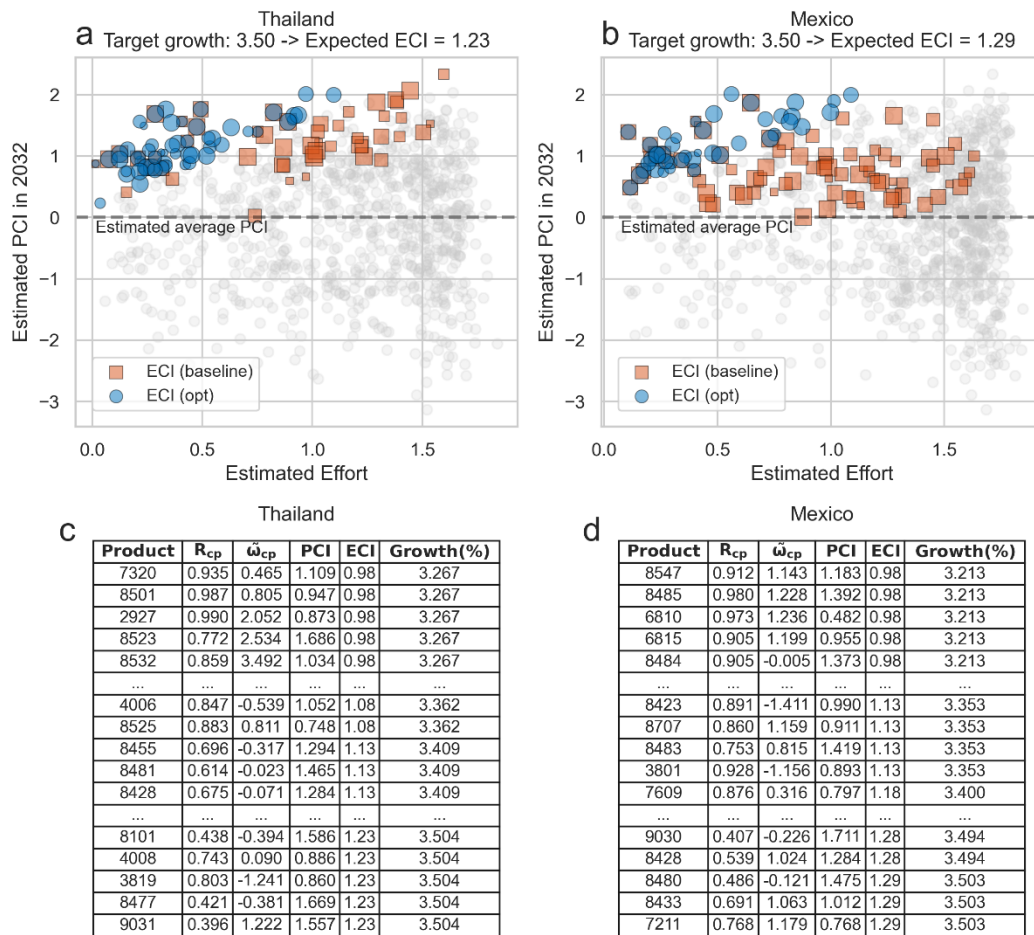 a
Thailand
Target growth: 3.50 -> Expected ECI = 1.23
Estimated PCI in 2032
2
1
0
−1
−2
−3
Estimated average PCI
ECI (baseline)
ECI (opt)
0.0 0.5 1.0 1.5
Estimated Effort
b
Mexico
Target growth: 3.50 -> Expected ECI = 1.29
Estimated PCI in 2032
2
1
0
−1
−2
−3
Estimated average PCI
ECI (baseline)
ECI (opt)
0.0 0.5 1.0 1.5
Estimated Effort
c
Thailand
Product R_cp ω̃_cp PCI ECI Growth(%)
7320 0.935 0.465 1.109 0.98 3.267
8501 0.987 0.805 0.947 0.98 3.267
2927 0.990 2.052 0.873 0.98 3.267
8523 0.772 2.534 1.686 0.98 3.267
8532 0.859 3.492 1.034 0.98 3.267
... ... ... ... ... ...
4006 0.847 -0.539 1.052 1.08 3.362
8525 0.883 0.811 0.748 1.08 3.362
8455 0.696 -0.317 1.294 1.13 3.409
8481 0.614 -0.023 1.465 1.13 3.409
8428 0.675 -0.071 1.284 1.13 3.409
... ... ... ... ... ...
8101 0.438 -0.394 1.586 1.23 3.504
4008 0.743 0.090 0.886 1.23 3.504
3819 0.803 -1.241 0.860 1.23 3.504
8477 0.421 -0.381 1.669 1.23 3.504
9031 0.396 1.222 1.557 1.23 3.504
d
Mexico
Product R_cp ω̃_cp PCI ECI Growth(%)
8547 0.912 1.143 1.183 0.98 3.213
8485 0.980 1.228 1.392 0.98 3.213
6810 0.973 1.236 0.482 0.98 3.213
6815 0.905 1.199 0.955 0.98 3.213
8484 0.905 -0.005 1.373 0.98 3.213
... ... ... ... ... ...
8423 0.891 -1.411 0.990 1.13 3.353
8707 0.860 1.159 0.911 1.13 3.353
8483 0.753 0.815 1.419 1.13 3.353
3801 0.928 -1.156 0.893 1.13 3.353
7609 0.876 0.316 0.797 1.18 3.400
... ... ... ... ... ...
9030 0.407 -0.226 1.711 1.28 3.494
8428 0.539 1.024 1.284 1.28 3.494
8480 0.486 -0.121 1.475 1.29 3.503
8433 0.691 1.063 1.012 1.29 3.503
7211 0.768 1.179 0.768 1.29 3.503